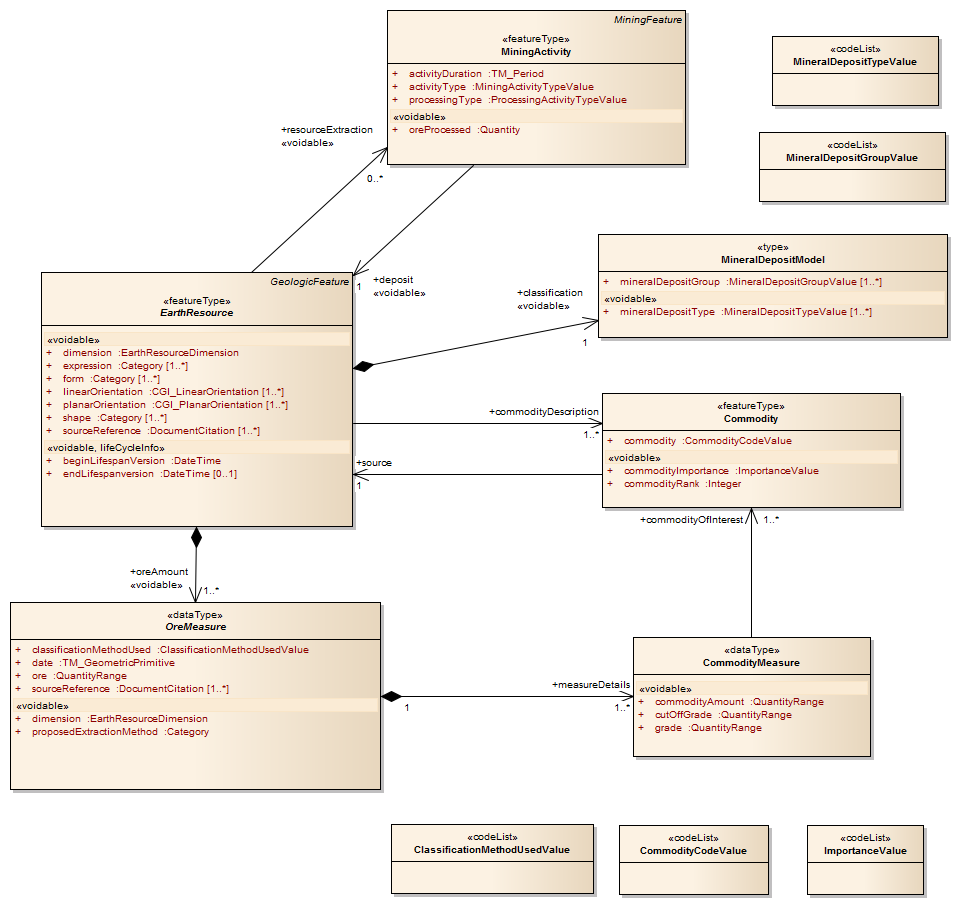 MiningFeature
«featureType»
MiningActivity
+ activityDuration :TM_Period
+ activityType :MiningActivityTypeValue
+ processingType :ProcessingActivityTypeValue
«voidable»
+ oreProcessed :Quantity
«codeList»
MineralDepositTypeValue
«codeList»
MineralDepositGroupValue
+resourceExtraction
«voidable»
0..*
«type»
MineralDepositModel
+ mineralDepositGroup :MineralDepositGroupValue [1..*]
«voidable»
+ mineralDepositType :MineralDepositTypeValue [1..*]
1
+deposit
«voidable»
+classification
«voidable»
1
GeologicFeature
«featureType»
EarthResource
«voidable»
+ dimension :EarthResourceDimension
+ expression :Category [1..*]
+ form :Category [1..*]
+ linearOrientation :CGI_LinearOrientation [1..*]
+ planarOrientation :CGI_PlanarOrientation [1..*]
+ shape :Category [1..*]
+ sourceReference :DocumentCitation [1..*]
«voidable, lifeCycleInfo»
+ beginLifespanVersion :DateTime
+ endLifespanversion :DateTime [0..1]
+commodityDescription
1..*
+source
1
«featureType»
Commodity
+ commodity :CommodityCodeValue
«voidable»
+ commodityImportance :ImportanceValue
+ commodityRank :Integer
+commodityOfInterest
1..*
+oreAmount
«voidable»
1..*
«dataType»
OreMeasure
+ classificationMethodUsed :ClassificationMethodUsedValue
+ date :TM_GeometricPrimitive
+ ore :QuantityRange
+ sourceReference :DocumentCitation [1..*]
«voidable»
+ dimension :EarthResourceDimension
+ proposedExtractionMethod :Category
1
+measureDetails
1..*
«dataType»
CommodityMeasure
«voidable»
+ commodityAmount :QuantityRange
+ cutOffGrade :QuantityRange
+ grade :QuantityRange
«codeList»
ClassificationMethodUsedValue
«codeList»
CommodityCodeValue
«codeList»
ImportanceValue